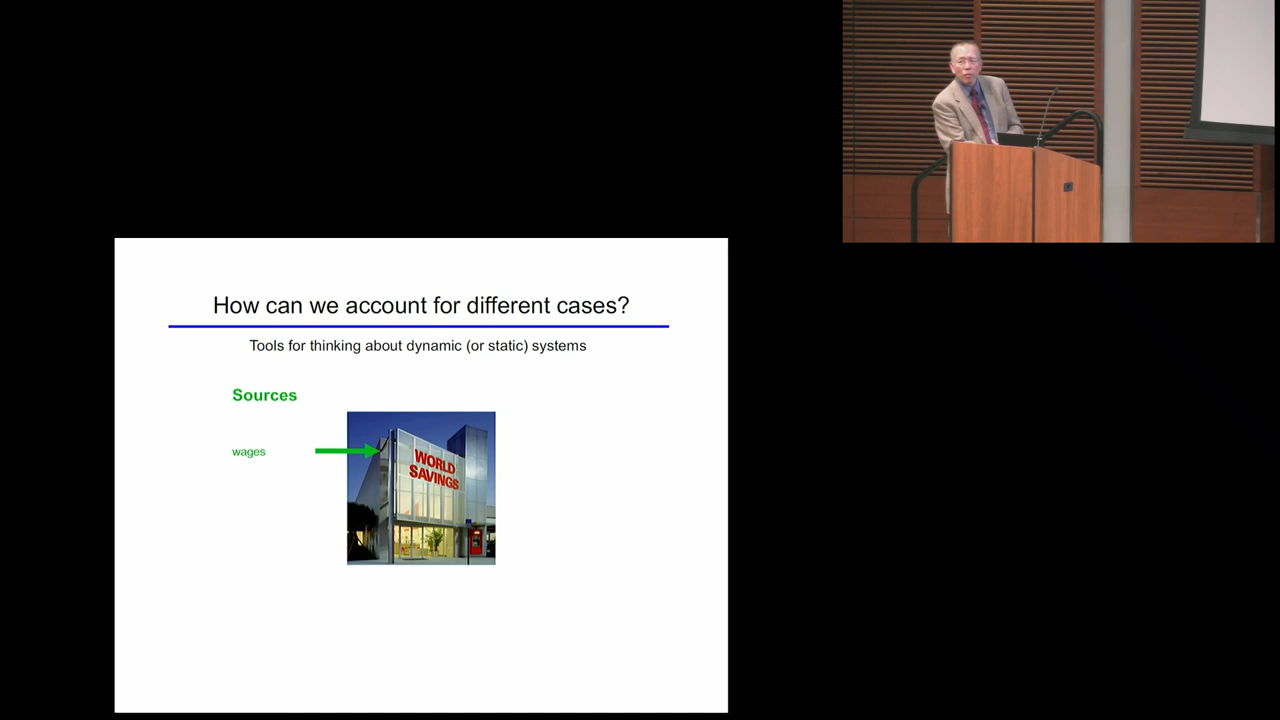 How can we account for different cases?
Tools for thinking about dynamic (or static) systems
Sources
wages
WORLD
SAVINGS